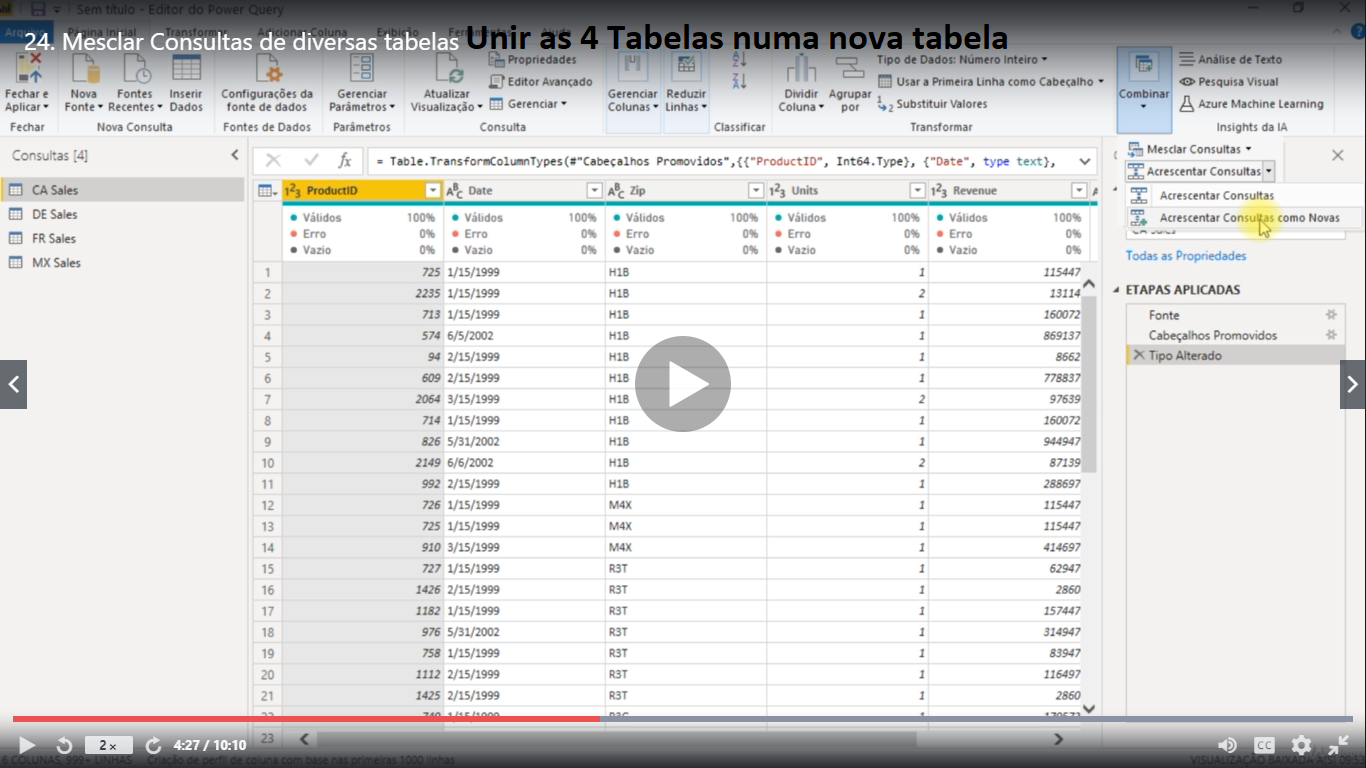 Sem título - Editor do Power Query
24. Mesclar Consultas de diversas tabelas
Unir as 4 Tabelas numa nova tabela
Arquivo Página Inicial Transformar Adicionar Coluna Exibição Ajuda
Fechar e Aplicar
Nova Fonte
Fontes Recentes
Inserir Dados
Configurações da fonte de dados
Gerenciar Parâmetros
Atualizar Visualização
Propriedades
Editor Avançado
Gerenciar
Gerenciar Colunas
Reduzir Linhas
Dividir Coluna
Agrupar por
Tipo de Dados: Número Inteiro
Usar a Primeira Linha como Cabeçalho
Substituir Valores
Combinar
Análise de Texto
Pesquisa Visual
Azure Machine Learning
Fechar
Nova Consulta
Fontes de Dados
Parâmetros
Consulta
Classificar
Transformar
Insights da IA
Mesclar Consultas
Acrescentar Consultas
Acrescentar Consultas
Acrescentar Consultas como Novas
Consultas [4]
CA Sales
DE Sales
FR Sales
MX Sales
= Table.TransformColumnTypes(#"Cabeçalhos Promovidos",{{"ProductID", Int64.Type}, {"Date", type text},
123 ProductID ABC Date ABC Zip 123 Units 123 Revenue
Válidos 100% Válidos 100% Válidos 100% Válidos 100% Válidos 100%
Erro 0% Erro 0% Erro 0% Erro 0% Erro 0%
Vazio 0% Vazio 0% Vazio 0% Vazio 0% Vazio 0%
1 725 1/15/1999 H1B 1 115447
2 2235 1/15/1999 H1B 2 13114
3 713 1/15/1999 H1B 1 160072
4 574 6/5/2002 H1B 1 869137
5 94 2/15/1999 H1B 1 8662
6 609 2/15/1999 H1B 1 778837
7 2064 3/15/1999 H1B 2 97639
8 714 1/15/1999 H1B 1 160072
9 826 5/31/2002 H1B 1 944947
10 2149 6/6/2002 H1B 2 87139
11 992 2/15/1999 H1B 1 288697
12 726 1/15/1999 M4X 1 115447
13 725 1/15/1999 M4X 1 115447
14 910 3/15/1999 M4X 1 414697
15 727 1/15/1999 R3T 1 62947
16 1426 2/15/1999 R3T 1 2860
17 1182 1/15/1999 R3T 1 157447
18 976 5/31/2002 R3T 1 314947
19 758 1/15/1999 R3T 1 83947
20 1112 2/15/1999 R3T 1 116497
21 1425 2/15/1999 R3T 1 2860
23
CA Sales
Todas as Propriedades
ETAPAS APLICADAS
Fonte
Cabeçalhos Promovidos
Tipo Alterado
2x
4:27 / 10:10
CC
6 COLUNAS, 999+ LINHAS Criação de perfil de coluna com base nas primeiras 1000 linhas
VISUALIZAÇÃO BAIXADA